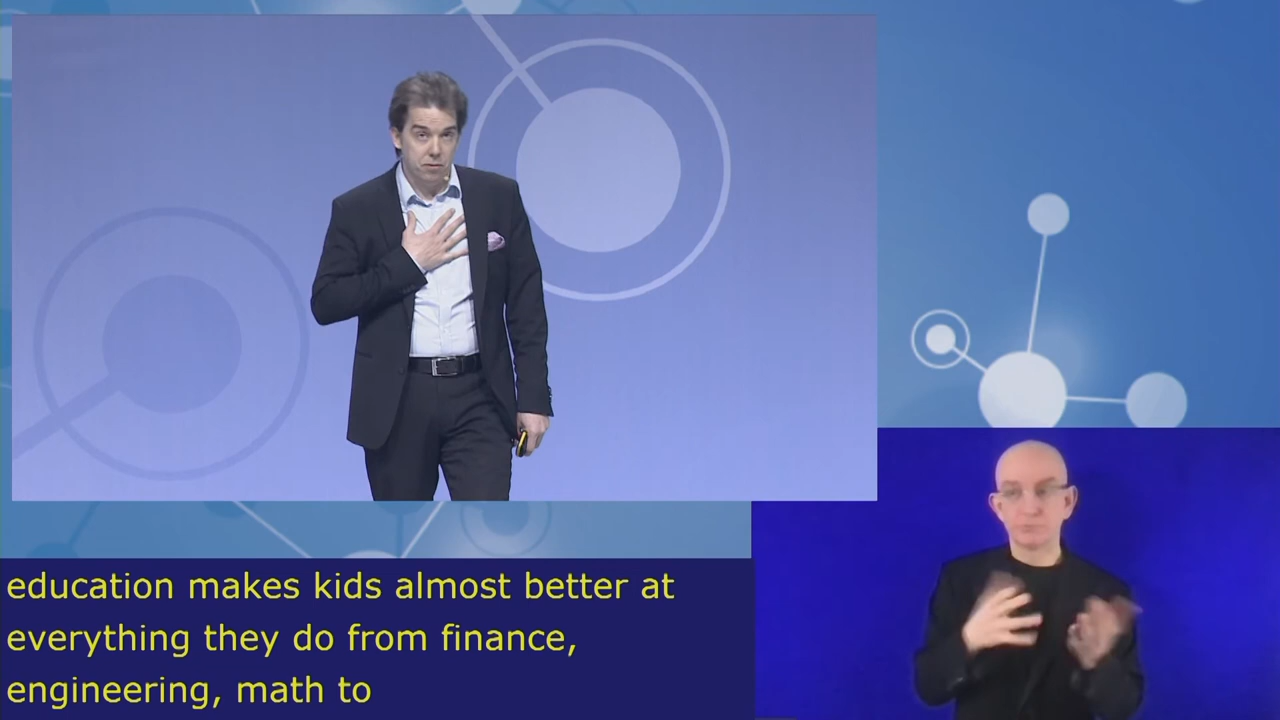 education makes kids almost better at
everything they do from finance,
engineering, math to